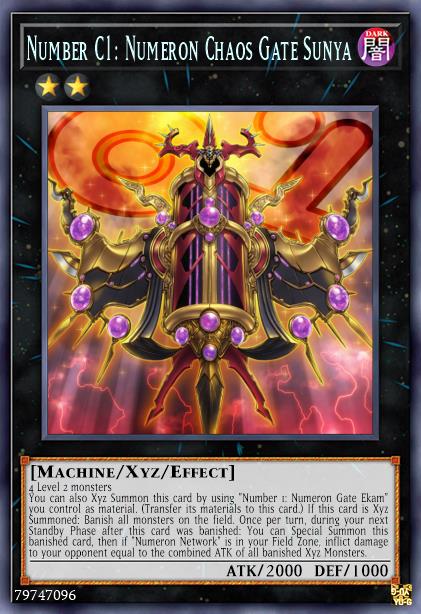 Number C1: Numeron Chaos Gate Sunya
DARK
闇
[Machine/Xyz/Effect]
4 Level 2 monsters
You can also Xyz Summon this card by using "Number 1: Numeron Gate Ekam"
you control as material. (Transfer its materials to this card.) If this card is Xyz
Summoned: Banish all monsters on the field. Once per turn, during your next
Standby Phase after this card was banished: You can Special Summon this
banished card, then if "Numeron Network" is in your Field Zone, inflict damage
to your opponent equal to the combined ATK of all banished Xyz Monsters.
ATK/2000 DEF/1000
79747096